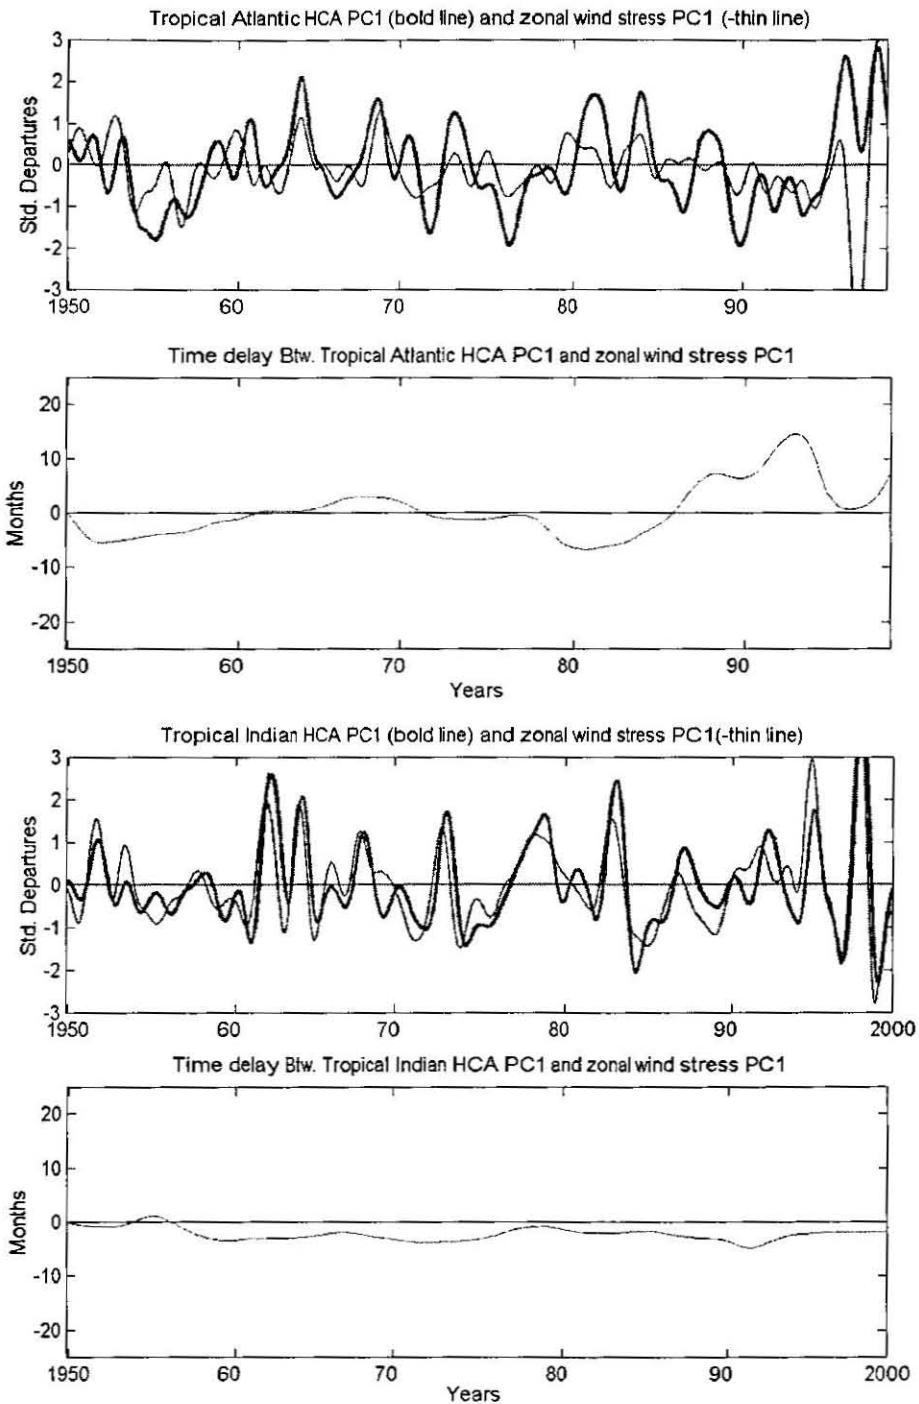 Tropical Atlantic HCA PC1 (bold line) and zonal wind stress PC1 (-thin line)
3
2
1
0
-1
-2
-3
Std. Departures
1950 60 70 80 90
Time delay Btw. Tropical Atlantic HCA PC1 and zonal wind stress PC1
20
10
0
-10
-20
Months
1950 60 70 80 90
Years
Tropical Indian HCA PC1 (bold line) and zonal wind stress PC1(-thin line)
3
2
1
0
-1
-2
-3
Std. Departures
1950 60 70 80 90 2000
Time delay Btw. Tropical Indian HCA PC1 and zonal wind stress PC1
20
10
0
-10
-20
Months
1950 60 70 80 90 2000
Years